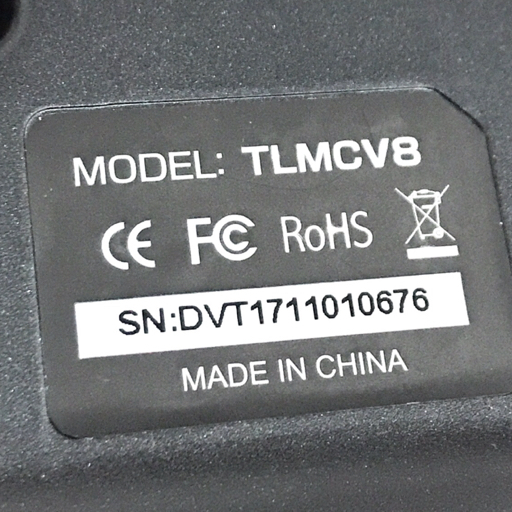 MODEL: TLMCV8
CE FC RoHS
SN:DVT1711010676
MADE IN CHINA